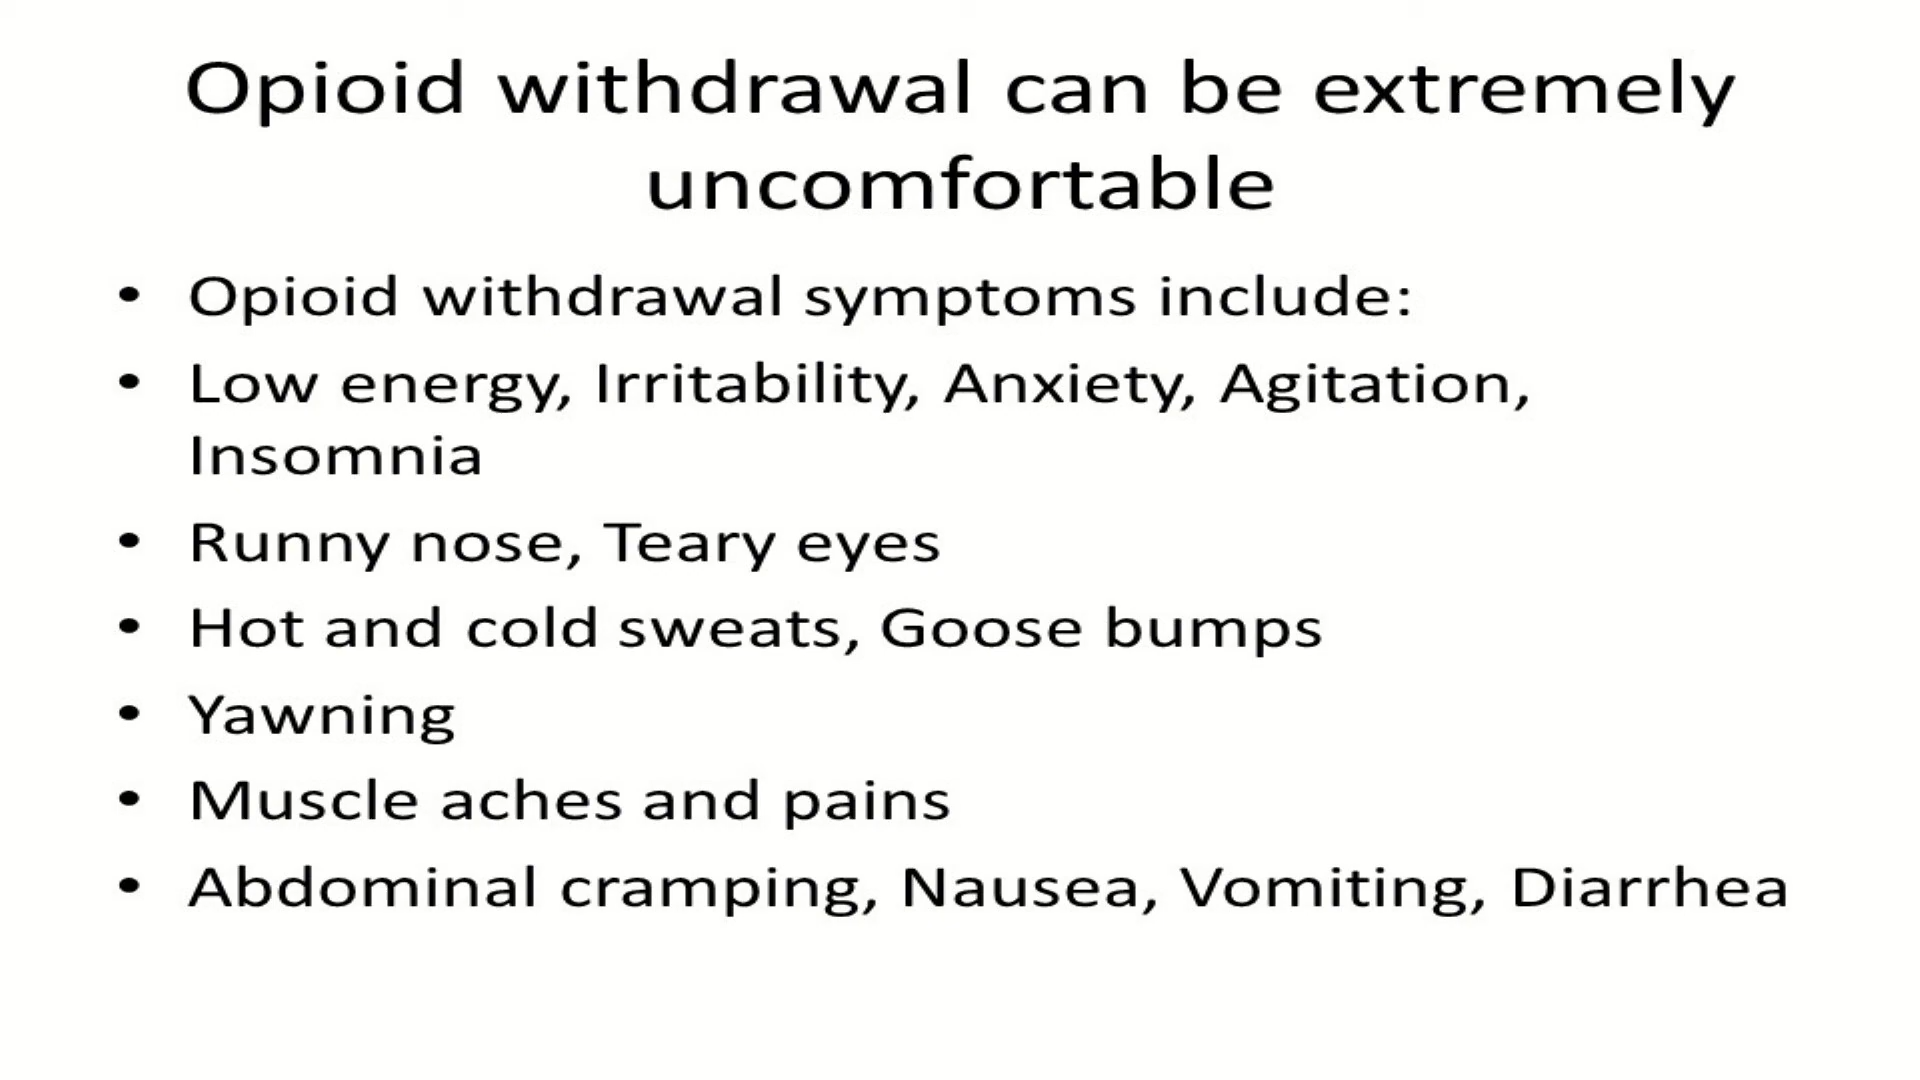 Opioid withdrawal can be extremely
uncomfortable
• Opioid withdrawal symptoms include:
• Low energy, Irritability, Anxiety, Agitation,
Insomnia
• Runny nose, Teary eyes
• Hot and cold sweats, Goose bumps
• Yawning
• Muscle aches and pains
• Abdominal cramping, Nausea, Vomiting, Diarrhea